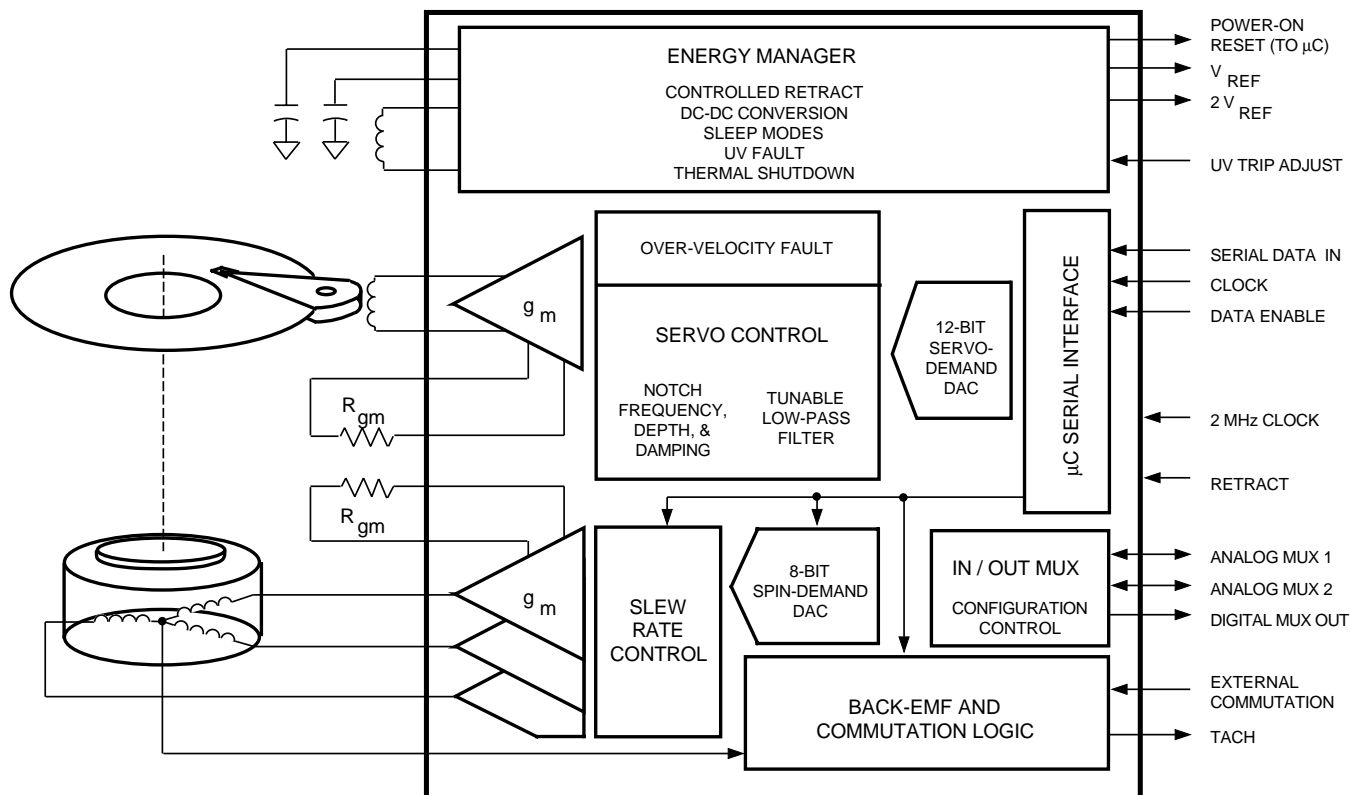 ENERGY MANAGER
CONTROLLED RETRACT
DC-DC CONVERSION
SLEEP MODES
UV FAULT
THERMAL SHUTDOWN
POWER-ON
RESET (TO µC)
V REF
2 V REF
UV TRIP ADJUST
OVER-VELOCITY FAULT
g m
SERVO CONTROL
NOTCH
FREQUENCY,
DEPTH, &
DAMPING
TUNABLE
LOW-PASS
FILTER
12-BIT
SERVO-
DEMAND
DAC
µC SERIAL INTERFACE
SERIAL DATA IN
CLOCK
DATA ENABLE
2 MHz CLOCK
RETRACT
R gm
R gm
g m
SLEW
RATE
CONTROL
8-BIT
SPIN-DEMAND
DAC
IN / OUT MUX
CONFIGURATION
CONTROL
ANALOG MUX 1
ANALOG MUX 2
DIGITAL MUX OUT
BACK-EMF AND
COMMUTATION LOGIC
EXTERNAL
COMMUTATION
TACH